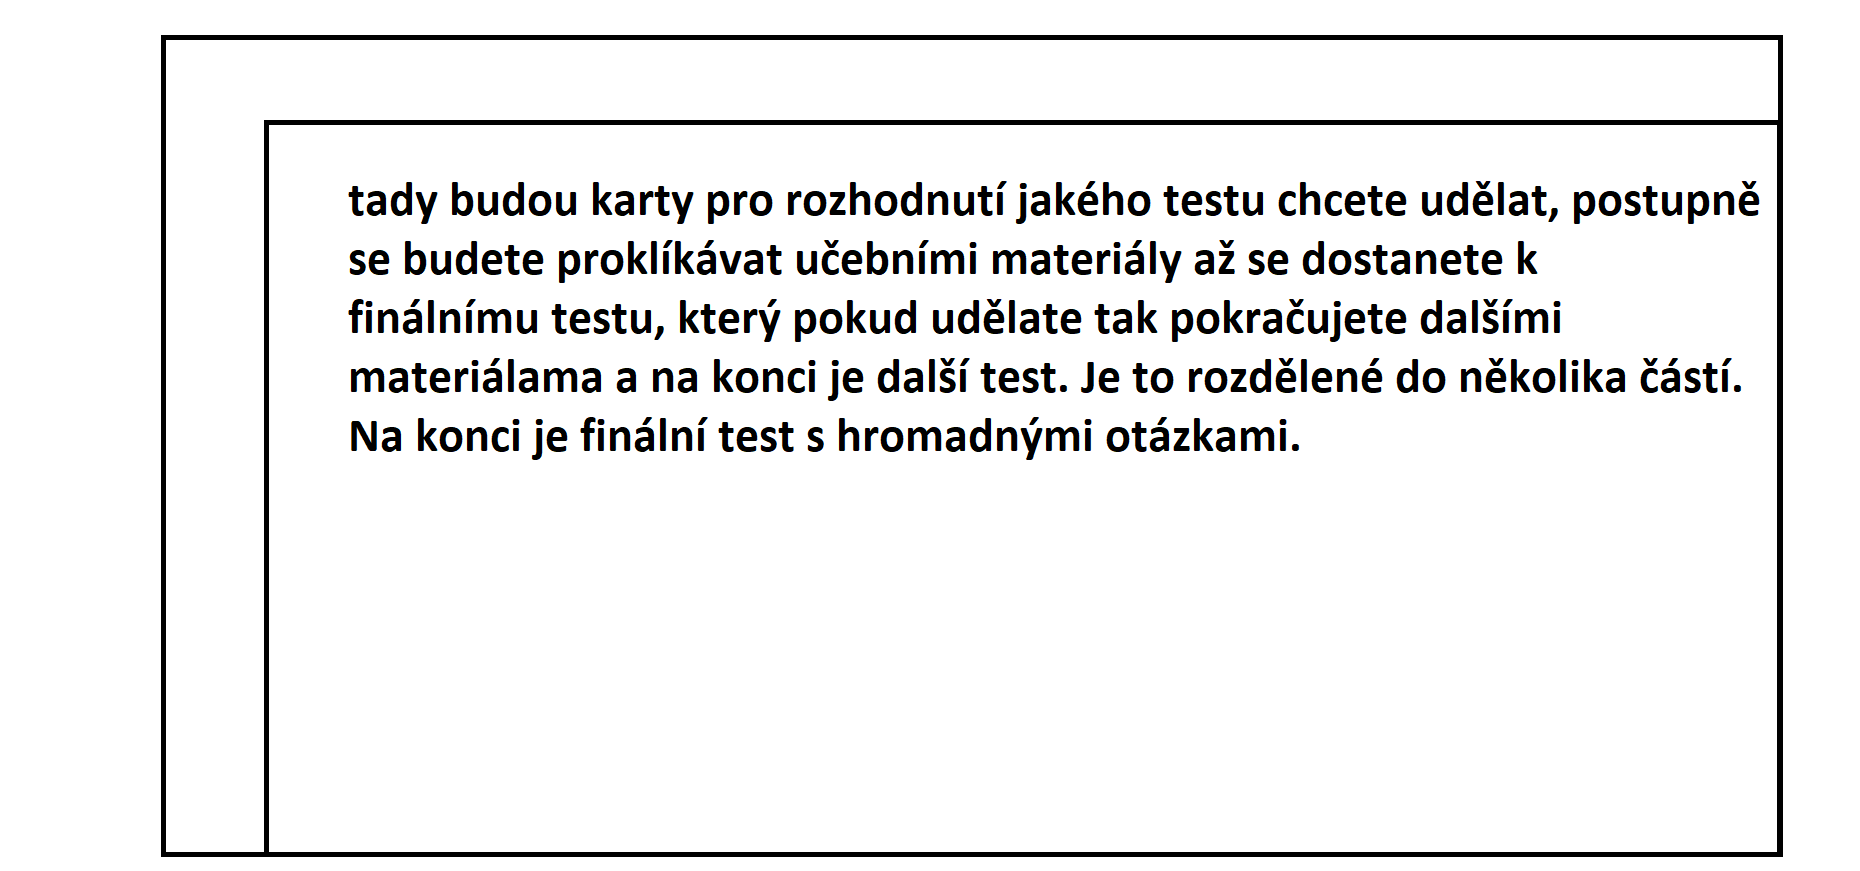 tady budou karty pro rozhodnutí jakého testu chcete udělat, postupně
se budete proklíkávat učebními materiály až se dostanete k
finálnímu testu, který pokud udělate tak pokračujete dalšími
materiálama a na konci je další test. Je to rozdělené do několika částí.
Na konci je finální test s hromadnými otázkami.